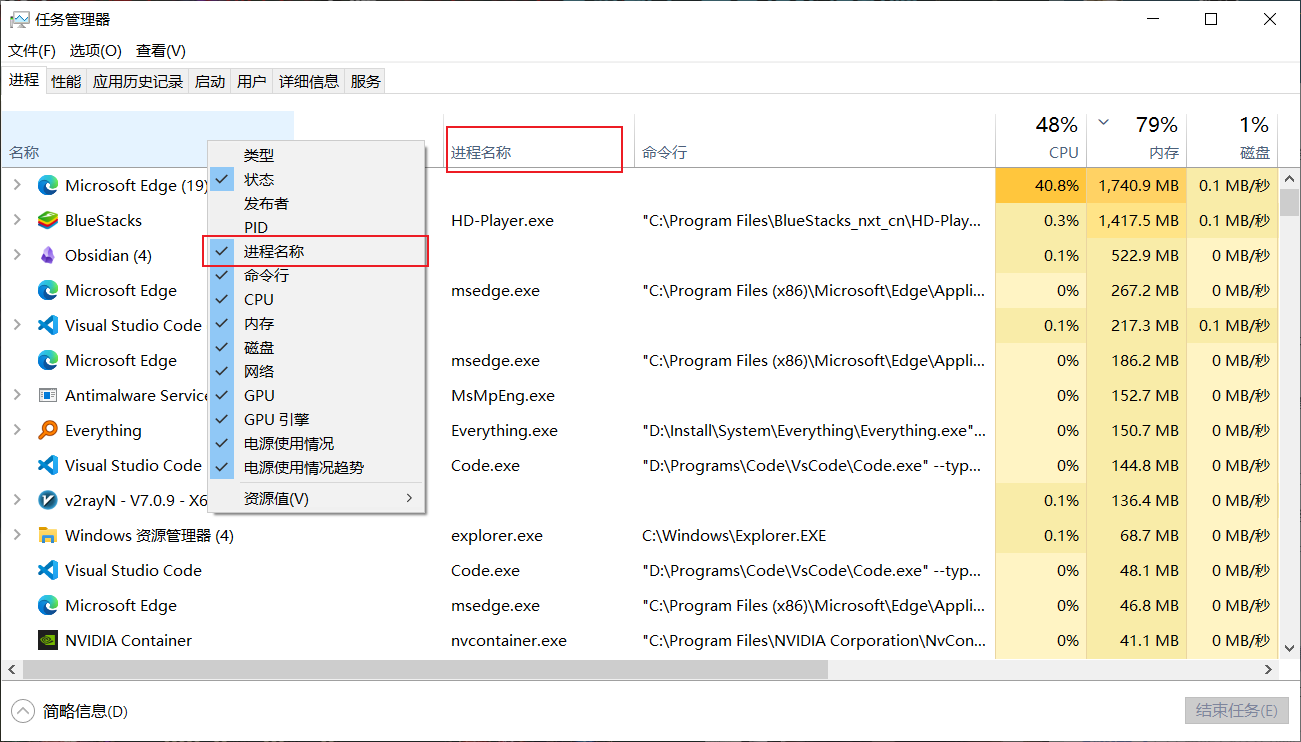 任务管理器
文件(F) 选项(O) 查看(V)
进程 性能 应用历史记录 启动 用户 详细信息 服务
48% 79% 1%
名称 进程名称 命令行 CPU 内存 磁盘
类型
状态
发布者
PID
进程名称
命令行
CPU
内存
磁盘
网络
GPU
GPU 引擎
电源使用情况
电源使用情况趋势
资源值(V)
Microsoft Edge (19) 40.8% 1,740.9 MB 0.1 MB/秒
BlueStacks HD-Player.exe "C:\Program Files\BlueStacks_nxt_cn\HD-Play... 0.3% 1,417.5 MB 0.1 MB/秒
Obsidian (4) 0.1% 522.9 MB 0 MB/秒
Microsoft Edge msedge.exe "C:\Program Files (x86)\Microsoft\Edge\Appli... 0% 267.2 MB 0 MB/秒
Visual Studio Code 0.1% 217.3 MB 0.1 MB/秒
Microsoft Edge msedge.exe "C:\Program Files (x86)\Microsoft\Edge\Appli... 0% 186.2 MB 0 MB/秒
Antimalware Service MsMpEng.exe 0% 152.7 MB 0 MB/秒
Everything Everything.exe "D:\Install\System\Everything\Everything.exe"... 0% 150.7 MB 0 MB/秒
Visual Studio Code Code.exe "D:\Programs\Code\VsCode\Code.exe" --typ... 0% 144.8 MB 0 MB/秒
v2rayN - V7.0.9 - X6 0.1% 136.4 MB 0 MB/秒
Windows 资源管理器 (4) explorer.exe C:\Windows\Explorer.EXE 0.1% 68.7 MB 0 MB/秒
Visual Studio Code Code.exe "D:\Programs\Code\VsCode\Code.exe" --typ... 0% 48.1 MB 0 MB/秒
Microsoft Edge msedge.exe "C:\Program Files (x86)\Microsoft\Edge\Appli... 0% 46.8 MB 0 MB/秒
NVIDIA Container nvcontainer.exe "C:\Program Files\NVIDIA Corporation\NvCon... 0% 41.1 MB 0 MB/秒
简略信息(D) 结束任务(E)